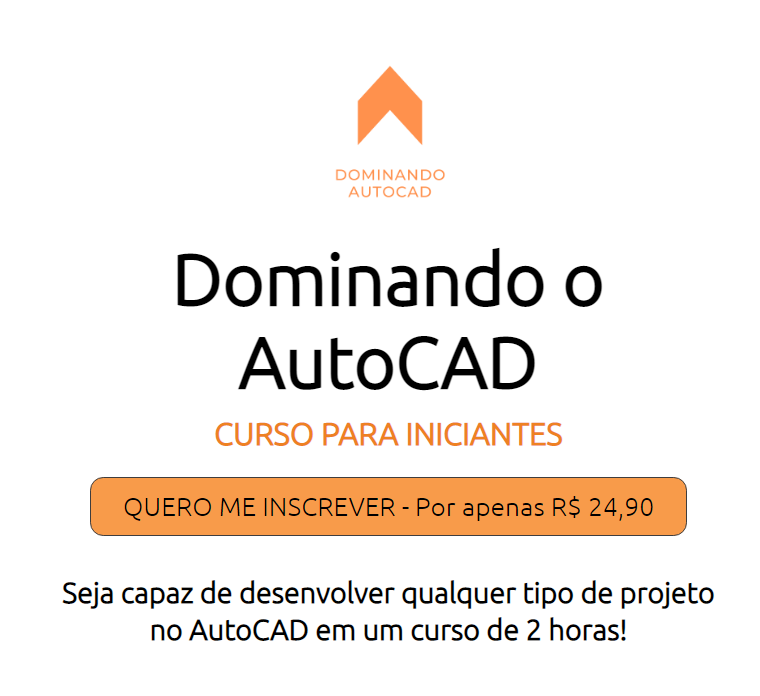 DOMINANDO
AUTOCAD
Dominando o
AutoCAD
CURSO PARA INICIANTES
QUERO ME INSCREVER - Por apenas R$ 24,90
Seja capaz de desenvolver qualquer tipo de projeto
no AutoCAD em um curso de 2 horas!